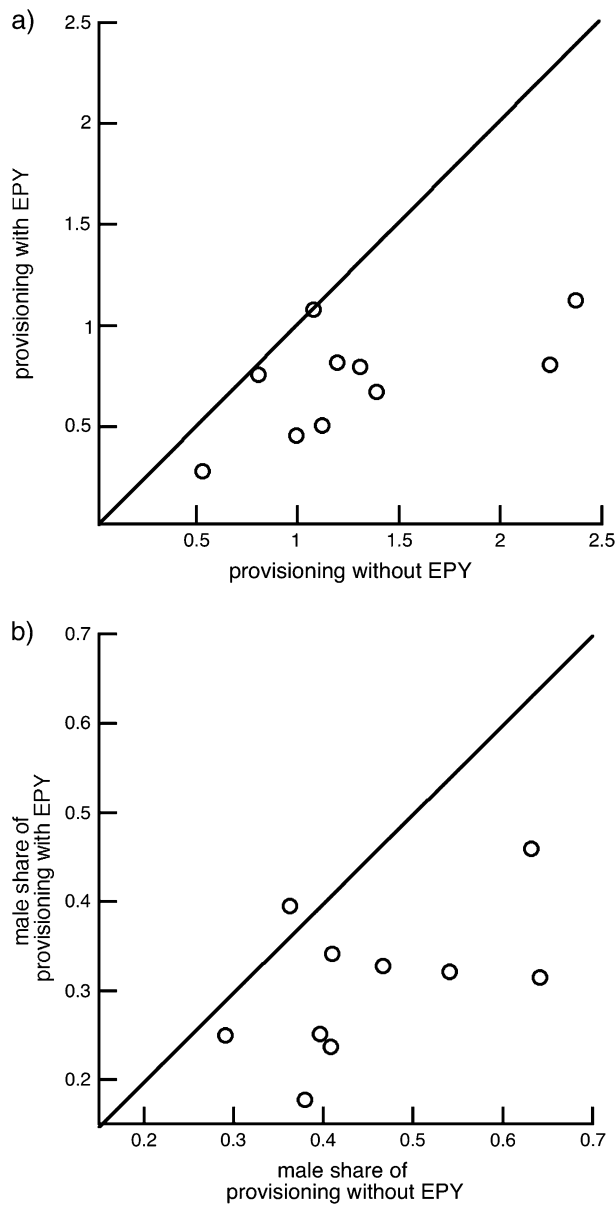 a)
2.5
2
1.5
1
0.5
provisioning with EPY
0.5 1 1.5 2 2.5
provisioning without EPY
b)
0.7
0.6
0.5
0.4
0.3
0.2
male share of
provisioning with EPY
0.2 0.3 0.4 0.5 0.6 0.7
male share of
provisioning without EPY